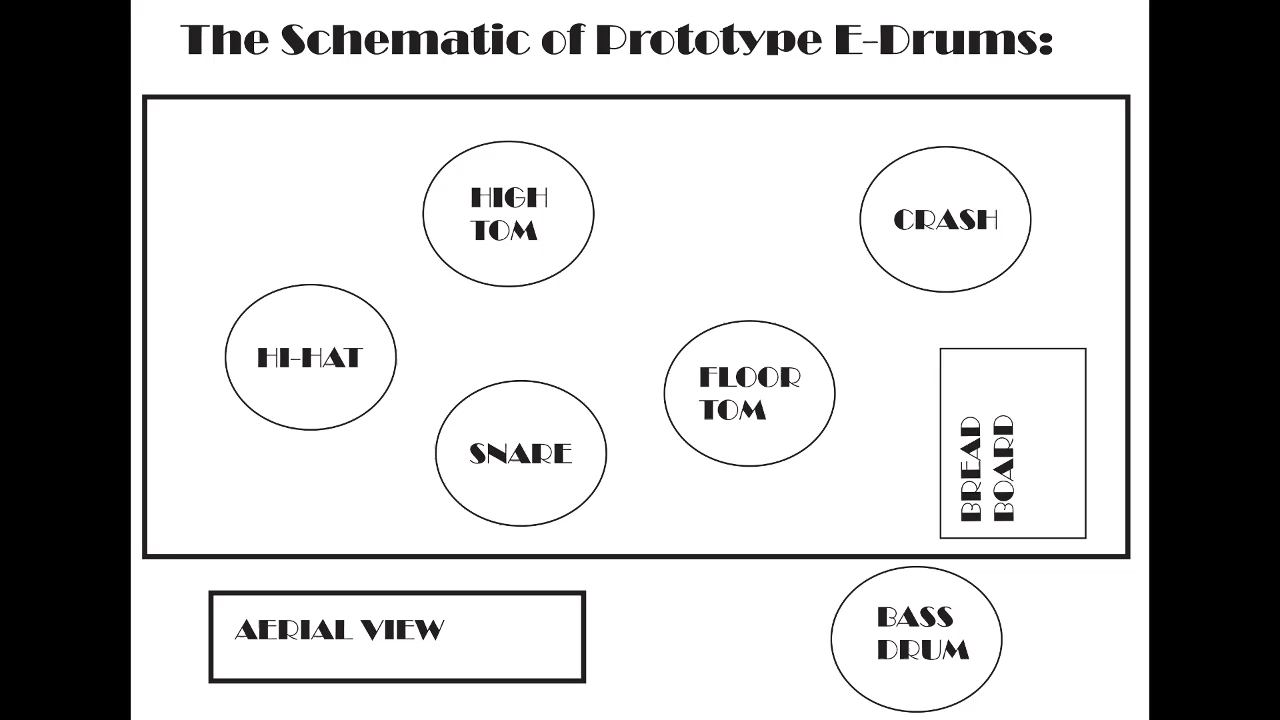 The Schematic of Prototype E-Drums:
HIGH
TOM
CRASH
HI-HAT
FLOOR
TOM
SNARE
BREAD
BOARD
AERIAL VIEW
BASS
DRUM